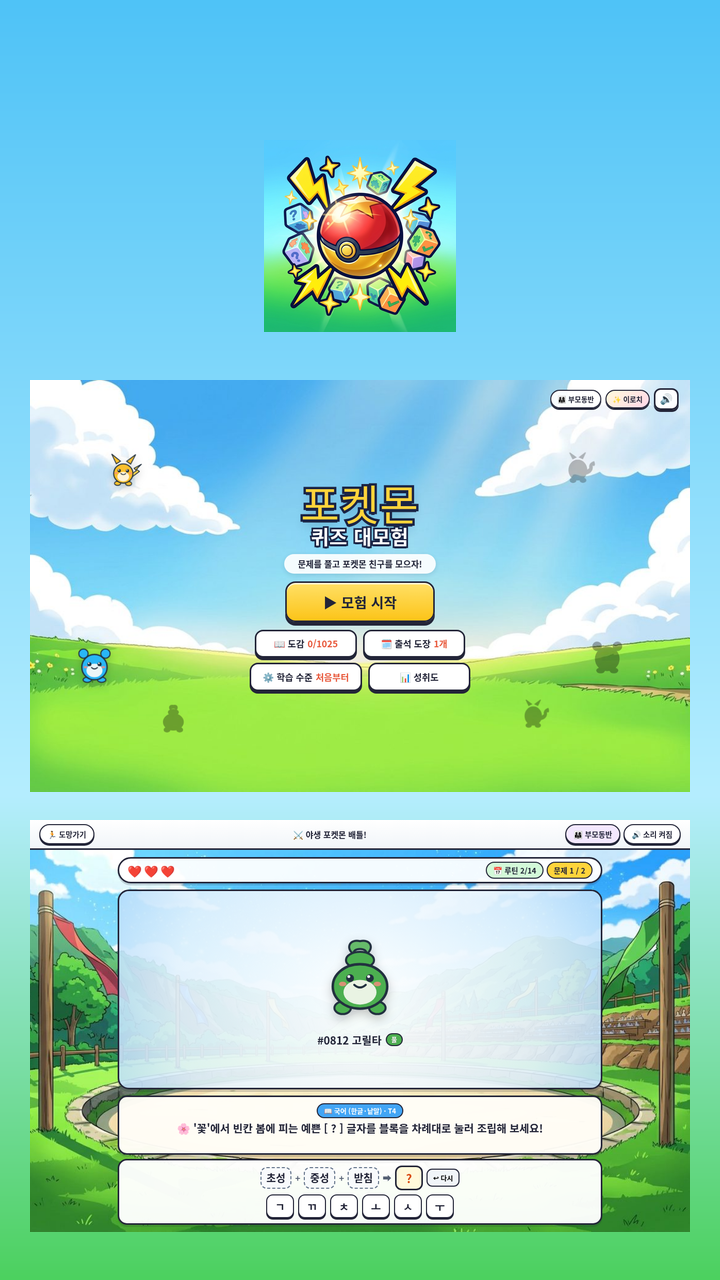 👪 부모동반 ✨ 이로치 🔊
포켓몬
퀴즈 대모험
문제를 풀고 포켓몬 친구를 모으자!
▶ 모험 시작
📖 도감 0/1025 🗓️ 출석 도장 1개
⚙️ 학습 수준 처음부터 📊 성취도
🏃 도망가기 ⚔️ 야생 포켓몬 배틀! 👪 부모동반 🔊 소리 켜짐
❤️❤️❤️ 📅 루틴 2/14 문제 1 / 2
#0812 고릴타 풀
📖 국어 (한글·낱말) · T4
🌸 '꽃'에서 빈칸 봄에 피는 예쁜 [ ? ] 글자를 블록을 차례대로 눌러 조립해 보세요!
초성 + 중성 + 받침 ➡ ? ↩ 다시
ㄱ ㄲ ㅊ ㅗ ㅅ ㅜ